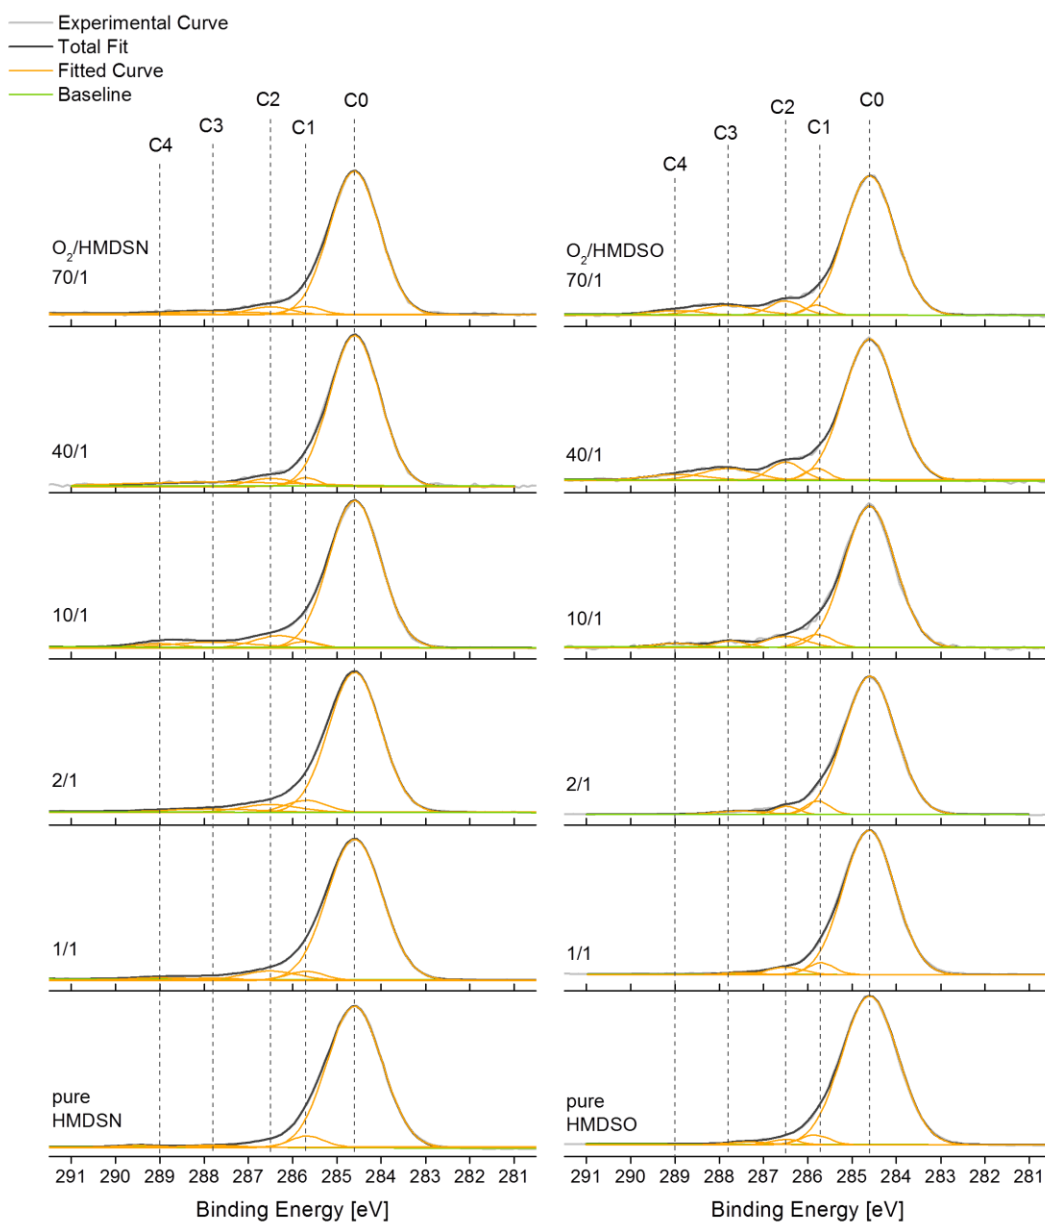 Experimental Curve
Total Fit
Fitted Curve
Baseline
C4 C3 C2 C1 C0
C4 C3 C2 C1 C0
O₂/HMDSN
70/1
O₂/HMDSO
70/1
40/1
40/1
10/1
10/1
2/1
2/1
1/1
1/1
pure
HMDSN
pure
HMDSO
291 290 289 288 287 286 285 284 283 282 281
291 290 289 288 287 286 285 284 283 282 281
Binding Energy [eV]
Binding Energy [eV]